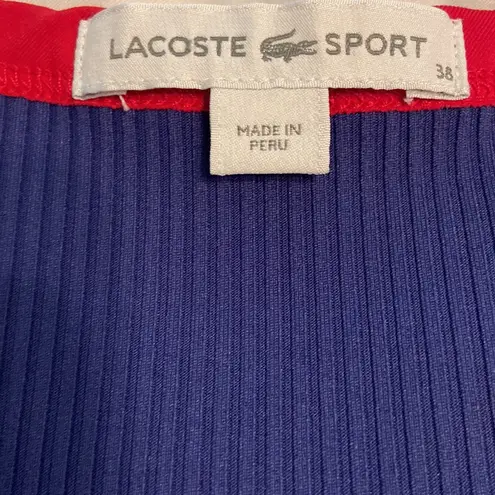 LACOSTE SPORT
38
MADE IN
PERU